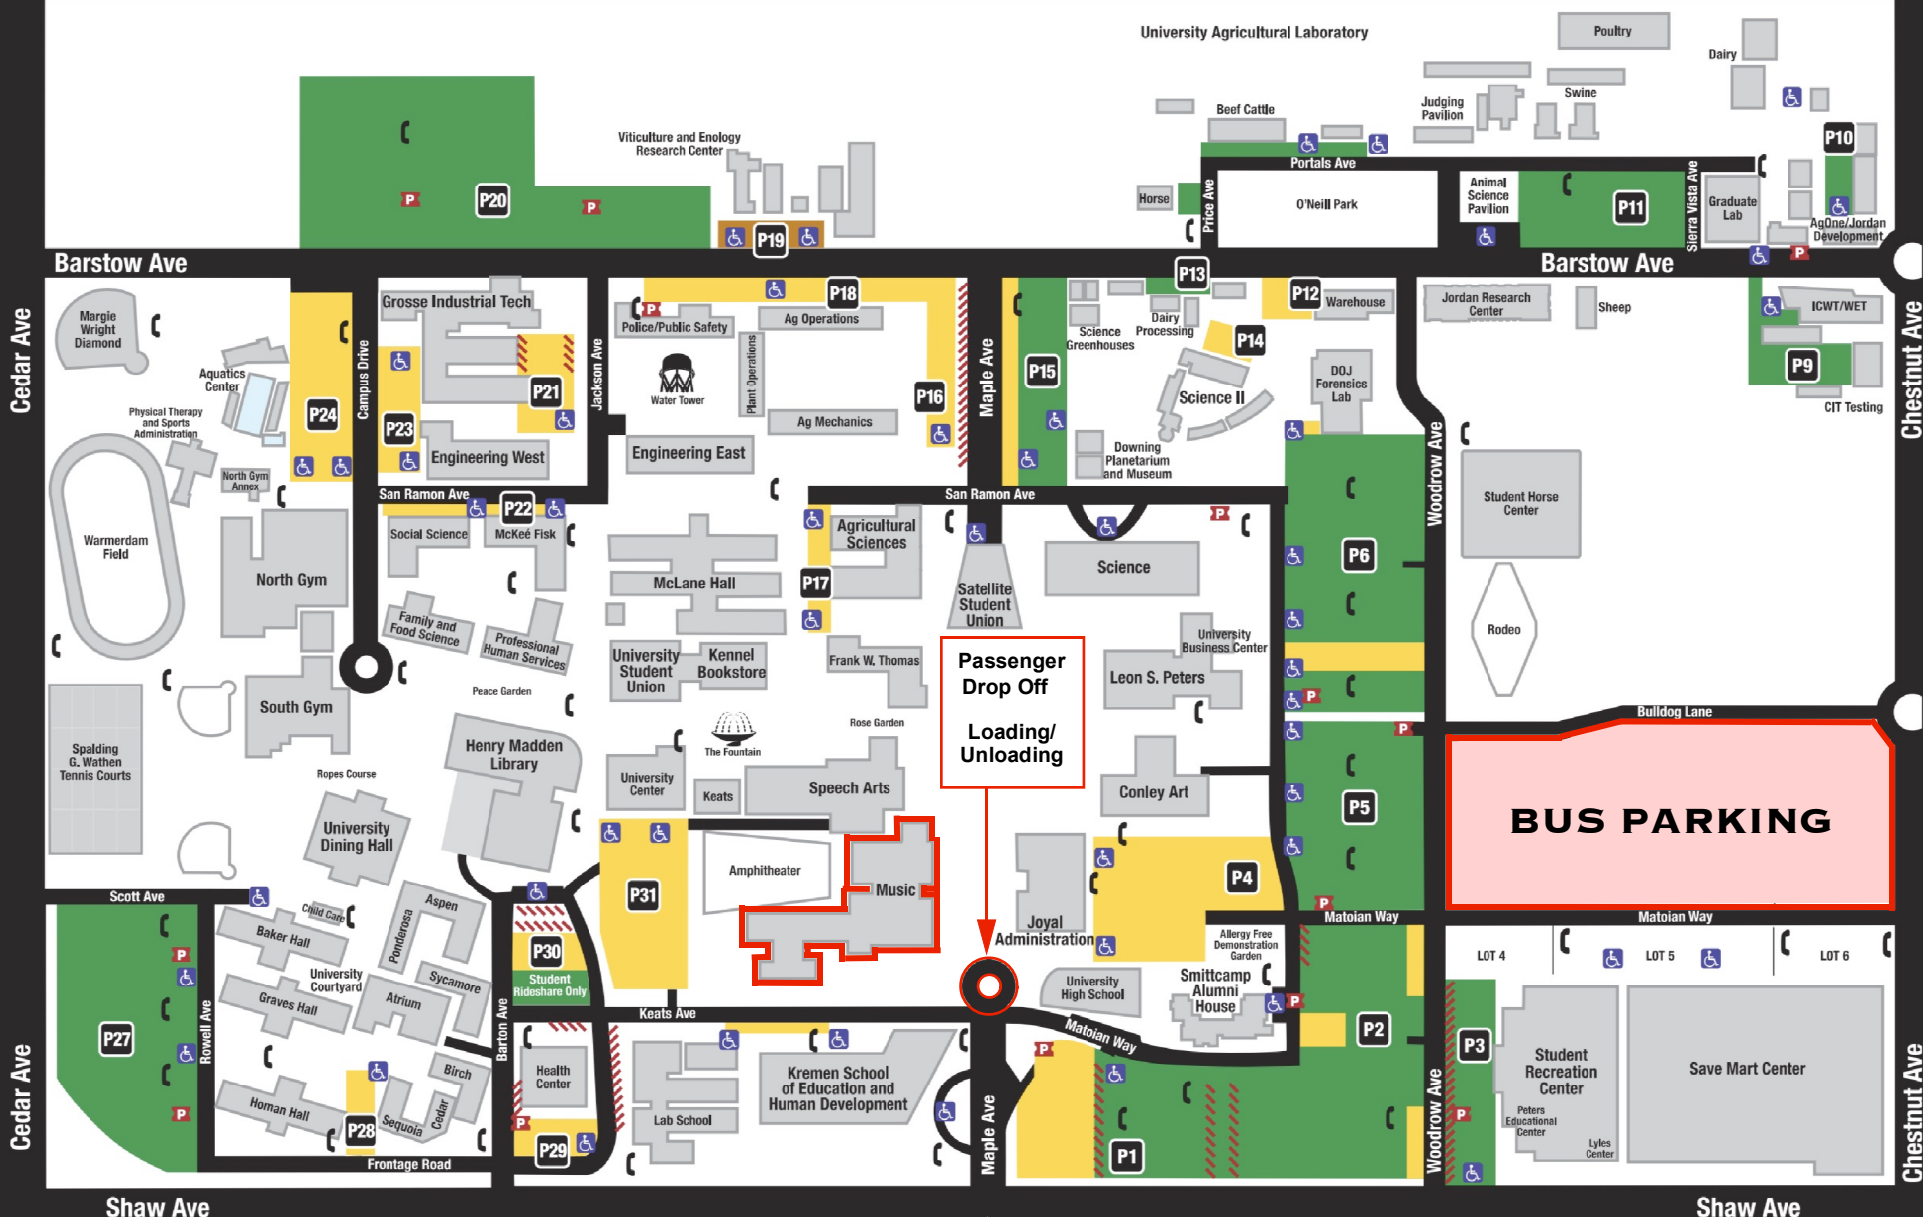 University Agricultural Laboratory
Poultry
Dairy
Swine
Judging
Pavilion
Beef Cattle
P10
Viticulture and Enology
Research Center
Portals Ave
P20
P
P
P19
Horse
Price Ave
O'Neill Park
Animal
Science
Pavilion
P11
Sierra Vista Ave
Graduate
Lab
AgOne/Jordan
Development
P
Barstow Ave
Barstow Ave
Cedar Ave
Chestnut Ave
Margie
Wright
Diamond
Campus Drive
Grosse Industrial Tech
Jackson Ave
P
Police/Public Safety
P18
Ag Operations
Maple Ave
P13
P12
Warehouse
Science
Greenhouses
Dairy
Processing
P14
Jordan Research
Center
Sheep
ICWT/WET
P9
CIT Testing
Aquatics
Center
P24
P23
P21
Water Tower
Plant Operations
P16
P15
Science II
DOJ
Forensics
Lab
Physical Therapy
and Sports
Administration
North Gym
Annex
Engineering West
Engineering East
Ag Mechanics
Downing
Planetarium
and Museum
Woodrow Ave
San Ramon Ave
P22
San Ramon Ave
P
Student Horse
Center
Warmerdam
Field
Social Science
McKee Fisk
Agricultural
Sciences
North Gym
McLane Hall
P17
Satellite
Student
Union
Science
P6
Family and
Food Science
Professional
Human Services
University
Student
Union
Kennel
Bookstore
Frank W. Thomas
University
Business Center
Leon S. Peters
Rodeo
Passenger
Drop Off
Loading/
Unloading
P
Peace Garden
South Gym
Rose Garden
The Fountain
P
Bulldog Lane
Spalding
G. Wathen
Tennis Courts
Henry Madden
Library
Ropes Course
University
Center
Keats
Speech Arts
Conley Art
P5
BUS PARKING
University
Dining Hall
Amphitheater
Music
P31
P4
Joyal
Administration
P
Matoian Way
Matoian Way
Scott Ave
Child Care
Aspen
Ponderosa
Baker Hall
P30
Student
Rideshare Only
Allergy Free
Demonstration
Garden
LOT 4
LOT 5
LOT 6
P
University
Courtyard
Sycamore
Graves Hall
Atrium
University
High School
Smittcamp
Alumni
House
P
P27
Rowell Ave
Barton Ave
Keats Ave
Matoian Way
P2
P3
Student
Recreation
Center
Save Mart Center
Cedar Ave
Chestnut Ave
Birch
Health
Center
Kremen School
of Education and
Human Development
P
Maple Ave
Woodrow Ave
P
Homan Hall
P28
Sequoia
Cedar
P
P
P29
Lab School
P1
Peters
Educational
Center
Lyles
Center
Frontage Road
Shaw Ave
Shaw Ave